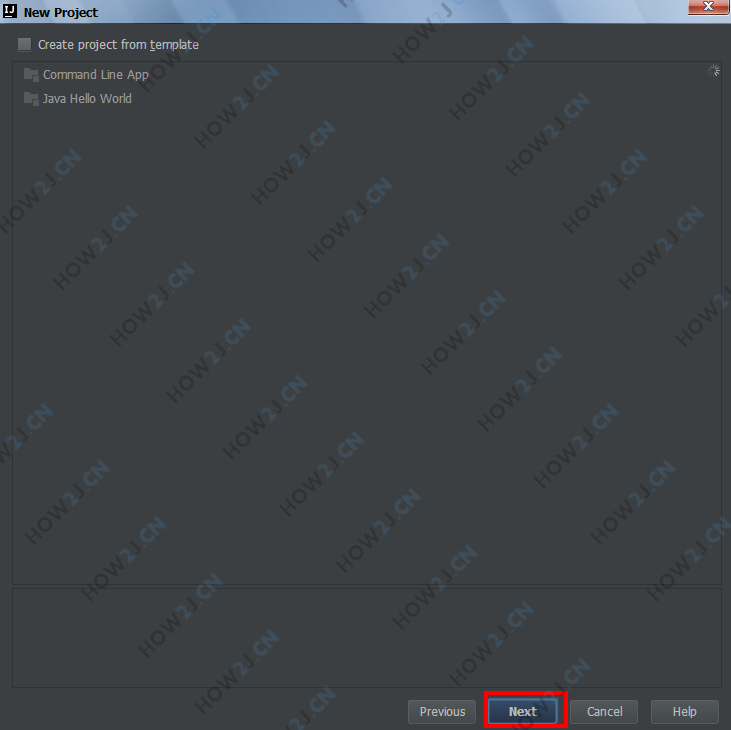 New Project
Create project from template
Command Line App
Java Hello World
HOW2J.CN
Previous
Next
Cancel
Help